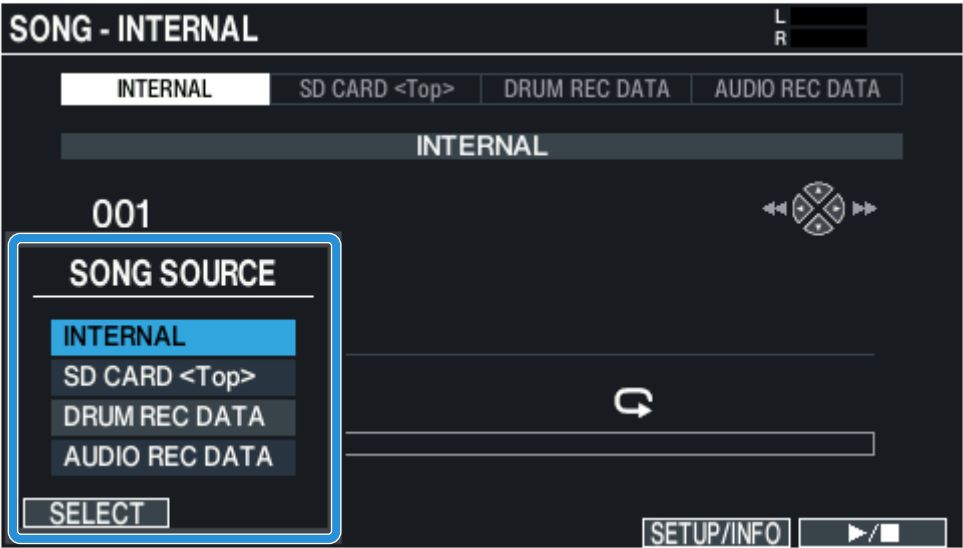 SONG - INTERNAL
L
R
INTERNAL SD CARD <Top> DRUM REC DATA AUDIO REC DATA
INTERNAL
001
SONG SOURCE
INTERNAL
SD CARD <Top>
DRUM REC DATA
AUDIO REC DATA
SELECT SETUP/INFO ▶/■